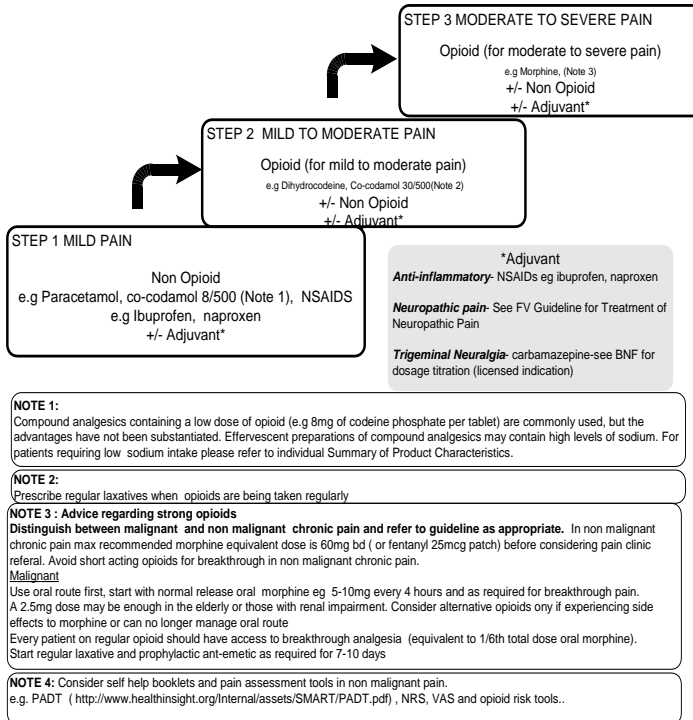 STEP 3 MODERATE TO SEVERE PAIN
Opioid (for moderate to severe pain)
e.g Morphine, (Note 3)
+/- Non Opioid
+/- Adjuvant*
STEP 2 MILD TO MODERATE PAIN
Opioid (for mild to moderate pain)
e.g Dihydrocodeine, Co-codamol 30/500(Note 2)
+/- Non Opioid
+/- Adjuvant*
STEP 1 MILD PAIN
Non Opioid
e.g Paracetamol, co-codamol 8/500 (Note 1), NSAIDS
e.g Ibuprofen, naproxen
+/- Adjuvant*
*Adjuvant
Anti-inflammatory- NSAIDs eg ibuprofen, naproxen
Neuropathic pain- See FV Guideline for Treatment of
Neuropathic Pain
Trigeminal Neuralgia- carbamazepine-see BNF for
dosage titration (licensed indication)
NOTE 1:
Compound analgesics containing a low dose of opioid (e.g 8mg of codeine phosphate per tablet) are commonly used, but the
advantages have not been substantiated. Effervescent preparations of compound analgesics may contain high levels of sodium. For
patients requiring low sodium intake please refer to individual Summary of Product Characteristics.
NOTE 2:
Prescribe regular laxatives when opioids are being taken regularly
NOTE 3 : Advice regarding strong opioids
Distinguish between malignant and non malignant chronic pain and refer to guideline as appropriate. In non malignant
chronic pain max recommended morphine equivalent dose is 60mg bd ( or fentanyl 25mcg patch) before considering pain clinic
referal. Avoid short acting opioids for breakthrough in non malignant chronic pain.
Malignant
Use oral route first, start with normal release oral morphine eg 5-10mg every 4 hours and as required for breakthrough pain.
A 2.5mg dose may be enough in the elderly or those with renal impairment. Consider alternative opioids ony if experiencing side
effects to morphine or can no longer manage oral route
Every patient on regular opioid should have access to breakthrough analgesia (equivalent to 1/6th total dose oral morphine).
Start regular laxative and prophylactic ant-emetic as required for 7-10 days
NOTE 4: Consider self help booklets and pain assessment tools in non malignant pain.
e.g. PADT ( http://www.healthinsight.org/Internal/assets/SMART/PADT.pdf) , NRS, VAS and opioid risk tools..